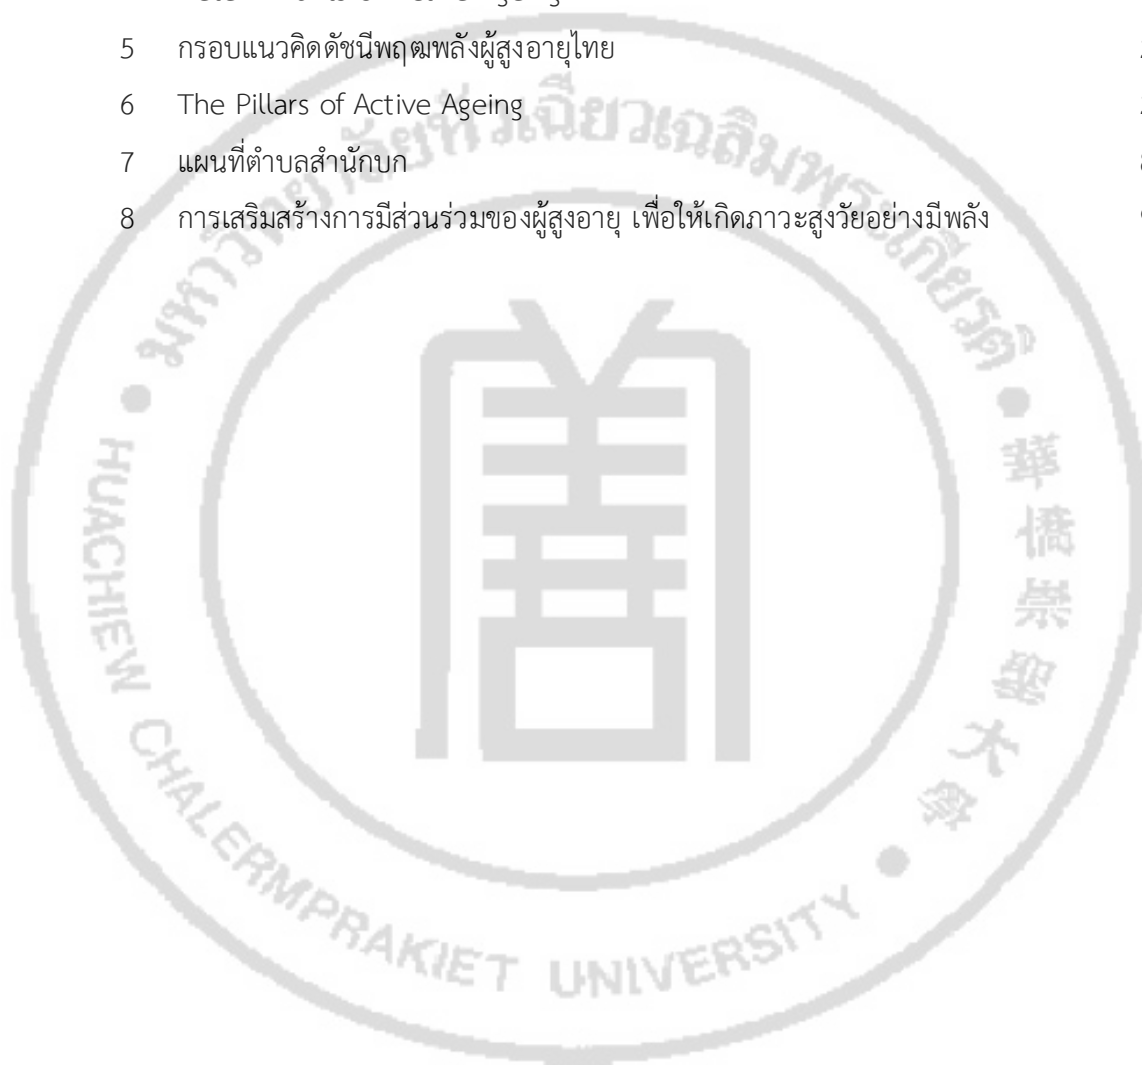 5 กรอบแนวคิดดัชนีพฤฒพลังผู้สูงอายุไทย
6 The Pillars of Active Ageing
7 แผนที่ตำบลสำนักบก
8 การเสริมสร้างการมีส่วนร่วมของผู้สูงอายุ เพื่อให้เกิดภาวะสูงวัยอย่างมีพลัง
มหาวิทยาลัยหัวเฉียวเฉลิมพระเกียรติ
華僑崇聖大學
HUACHIEW CHALERMPRAKIET UNIVERSITY